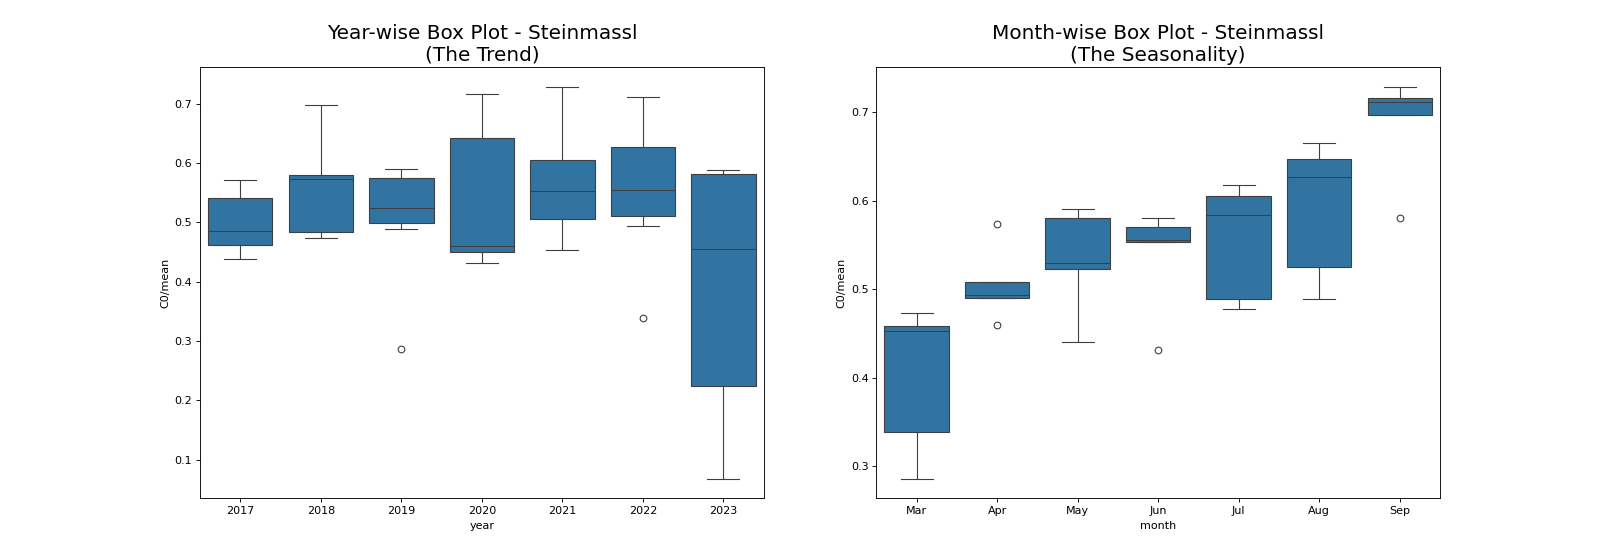 Year-wise Box Plot - Steinmassl
(The Trend)
C0/mean
0.7
0.6
0.5
0.4
0.3
0.2
0.1
2017 2018 2019 2020 2021 2022 2023
year
Month-wise Box Plot - Steinmassl
(The Seasonality)
C0/mean
0.7
0.6
0.5
0.4
0.3
Mar Apr May Jun Jul Aug Sep
month